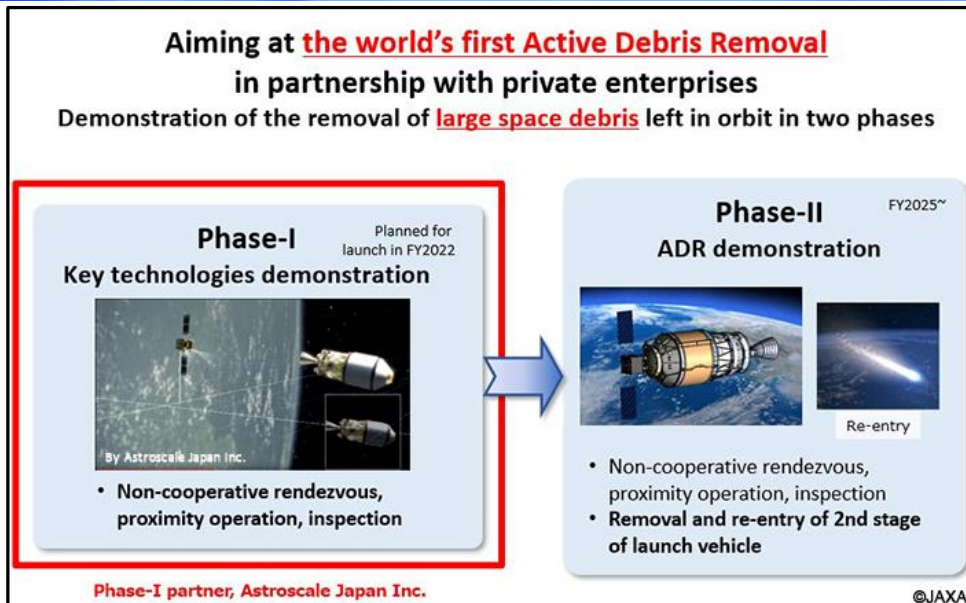 Aiming at the world's first Active Debris Removal
in partnership with private enterprises
Demonstration of the removal of large space debris left in orbit in two phases
Phase-I
Planned for
launch in FY2022
Key technologies demonstration
By Astroscale Japan Inc.
• Non-cooperative rendezvous,
proximity operation, inspection
Phase-I partner, Astroscale Japan Inc.
Phase-II
FY2025~
ADR demonstration
Re-entry
• Non-cooperative rendezvous,
proximity operation, inspection
• Removal and re-entry of 2nd stage
of launch vehicle
©JAXA